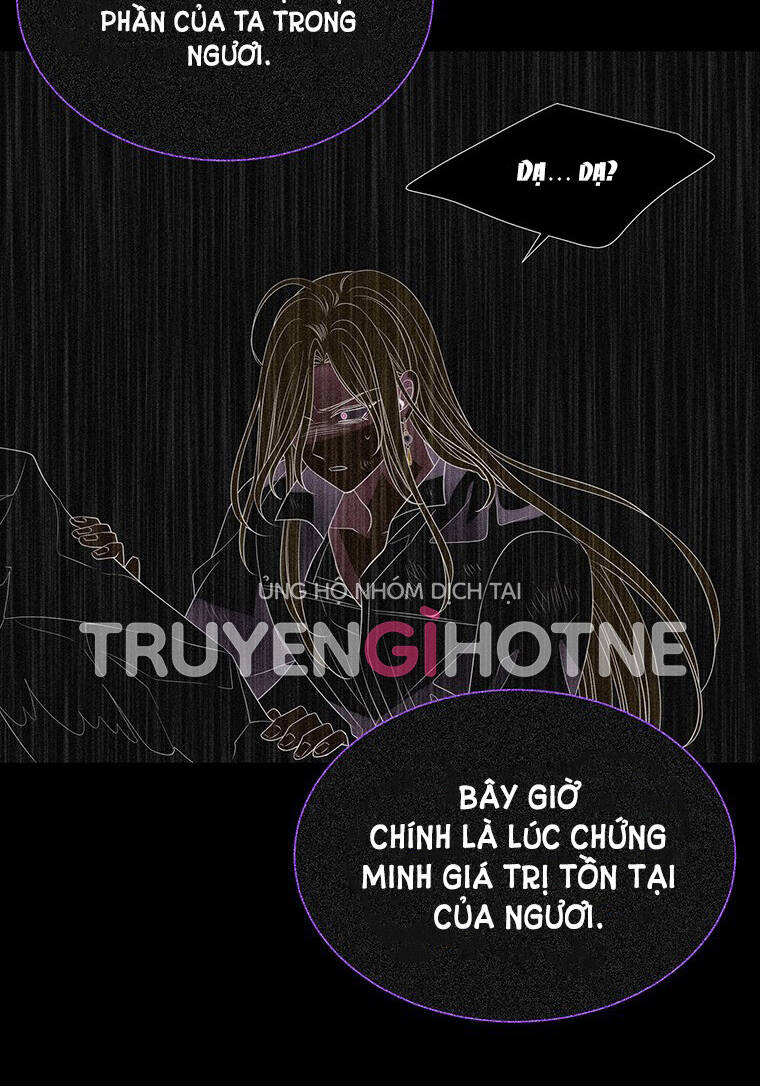 PHẦN CỦA TA TRONG
NGƯƠI.
DẠ... DẠ?
ỦNG HỘ NHÓM DỊCH TẠI
TRUYENGÌHOTNE
BÂY GIỜ
CHÍNH LÀ LÚC CHỨNG
MINH GIÁ TRỊ TỒN TẠI
CỦA NGƯƠI.